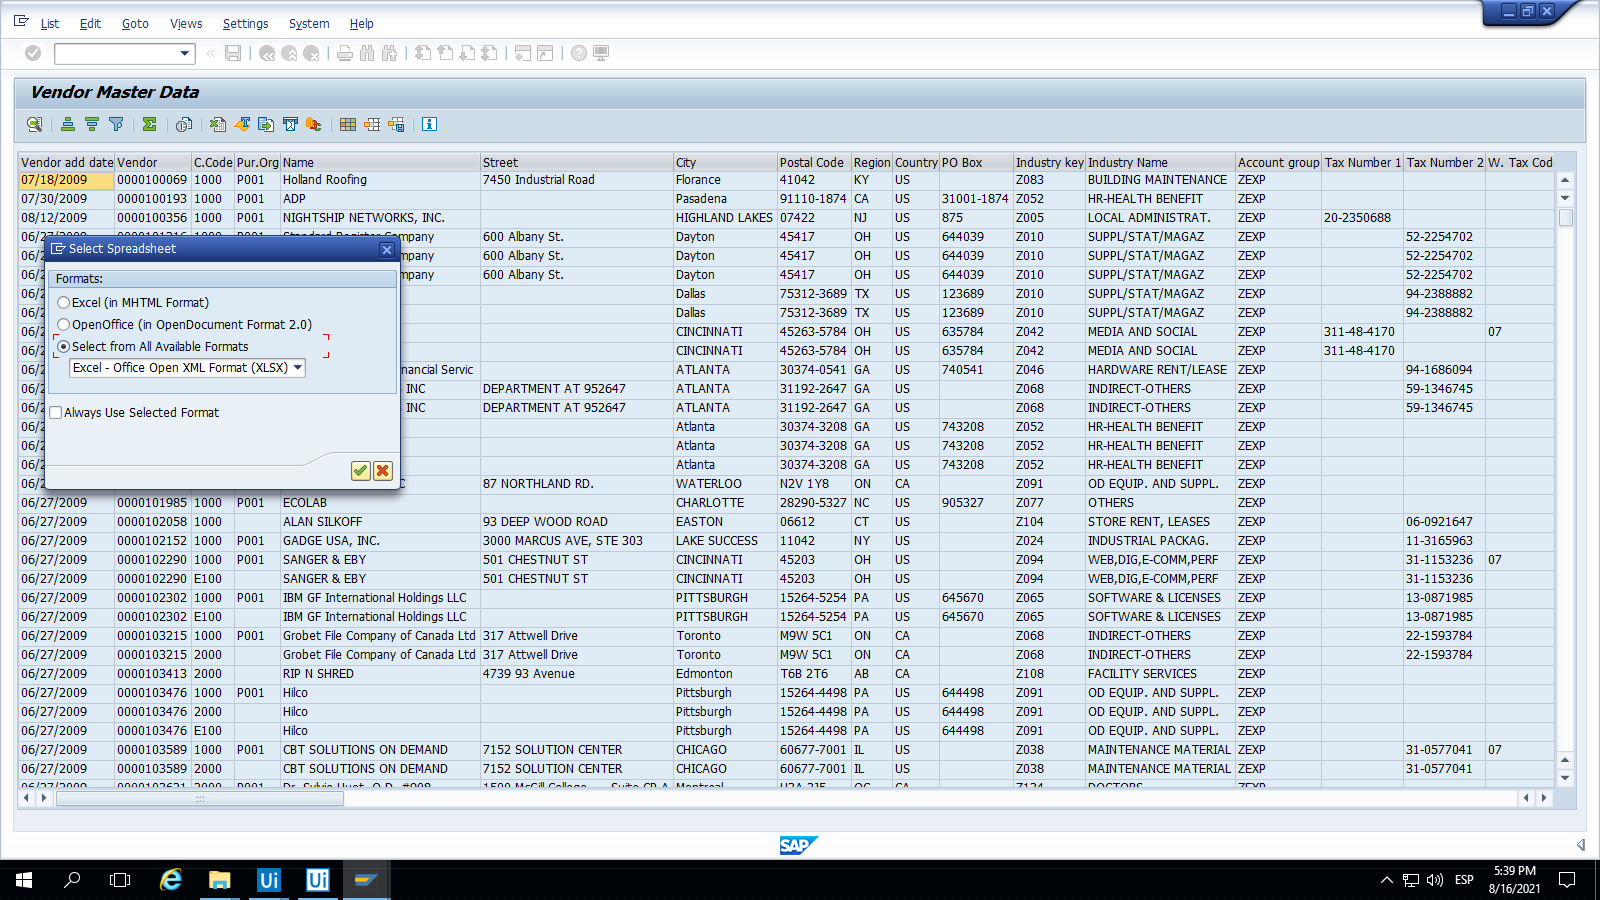 List Edit Goto Views Settings System Help
Vendor Master Data
Vendor add date Vendor C.Code Pur.Org Name Street City Postal Code Region Country PO Box Industry key Industry Name Account group Tax Number 1 Tax Number 2 W. Tax Cod
07/18/2009 0000100069 1000 P001 Holland Roofing 7450 Industrial Road Florance 41042 KY US Z083 BUILDING MAINTENANCE ZEXP
07/30/2009 0000100193 1000 P001 ADP Pasadena 91110-1874 CA US 31001-1874 Z052 HR-HEALTH BENEFIT ZEXP
08/12/2009 0000100356 1000 P001 NIGHTSHIP NETWORKS, INC. HIGHLAND LAKES 07422 NJ US 875 Z005 LOCAL ADMINISTRAT. ZEXP 20-2350688
Company 600 Albany St. Dayton 45417 OH US 644039 Z010 SUPPL/STAT/MAGAZ ZEXP 52-2254702
Select Spreadsheet
mpany 600 Albany St. Dayton 45417 OH US 644039 Z010 SUPPL/STAT/MAGAZ ZEXP 52-2254702
Formats:
mpany 600 Albany St. Dayton 45417 OH US 644039 Z010 SUPPL/STAT/MAGAZ ZEXP 52-2254702
Excel (in MHTML Format)
Dallas 75312-3689 TX US 123689 Z010 SUPPL/STAT/MAGAZ ZEXP 94-2388882
Dallas 75312-3689 TX US 123689 Z010 SUPPL/STAT/MAGAZ ZEXP 94-2388882
OpenOffice (in OpenDocument Format 2.0)
CINCINNATI 45263-5784 OH US 635784 Z042 MEDIA AND SOCIAL ZEXP 311-48-4170 07
Select from All Available Formats
CINCINNATI 45263-5784 OH US 635784 Z042 MEDIA AND SOCIAL ZEXP 311-48-4170
Excel - Office Open XML Format (XLSX)
nancial Servic ATLANTA 30374-0541 GA US 740541 Z046 HARDWARE RENT/LEASE ZEXP 94-1686094
INC DEPARTMENT AT 952647 ATLANTA 31192-2647 GA US Z068 INDIRECT-OTHERS ZEXP 59-1346745
INC DEPARTMENT AT 952647 ATLANTA 31192-2647 GA US Z068 INDIRECT-OTHERS ZEXP 59-1346745
Always Use Selected Format
Atlanta 30374-3208 GA US 743208 Z052 HR-HEALTH BENEFIT ZEXP
Atlanta 30374-3208 GA US 743208 Z052 HR-HEALTH BENEFIT ZEXP
Atlanta 30374-3208 GA US 743208 Z052 HR-HEALTH BENEFIT ZEXP
87 NORTHLAND RD. WATERLOO N2V 1Y8 ON CA Z091 OD EQUIP. AND SUPPL. ZEXP
06/27/2009 0000101985 1000 P001 ECOLAB CHARLOTTE 28290-5327 NC US 905327 Z077 OTHERS ZEXP
06/27/2009 0000102058 1000 ALAN SILKOFF 93 DEEP WOOD ROAD EASTON 06612 CT US Z104 STORE RENT, LEASES ZEXP 06-0921647
06/27/2009 0000102152 1000 P001 GADGE USA, INC. 3000 MARCUS AVE, STE 303 LAKE SUCCESS 11042 NY US Z024 INDUSTRIAL PACKAG. ZEXP 11-3165963
06/27/2009 0000102290 1000 P001 SANGER & EBY 501 CHESTNUT ST CINCINNATI 45203 OH US Z094 WEB,DIG,E-COMM,PERF ZEXP 31-1153236 07
06/27/2009 0000102290 E100 SANGER & EBY 501 CHESTNUT ST CINCINNATI 45203 OH US Z094 WEB,DIG,E-COMM,PERF ZEXP 31-1153236
06/27/2009 0000102302 1000 P001 IBM GF International Holdings LLC PITTSBURGH 15264-5254 PA US 645670 Z065 SOFTWARE & LICENSES ZEXP 13-0871985
06/27/2009 0000102302 E100 IBM GF International Holdings LLC PITTSBURGH 15264-5254 PA US 645670 Z065 SOFTWARE & LICENSES ZEXP 13-0871985
06/27/2009 0000103215 1000 P001 Grobet File Company of Canada Ltd 317 Attwell Drive Toronto M9W 5C1 ON CA Z068 INDIRECT-OTHERS ZEXP 22-1593784
06/27/2009 0000103215 2000 Grobet File Company of Canada Ltd 317 Attwell Drive Toronto M9W 5C1 ON CA Z068 INDIRECT-OTHERS ZEXP 22-1593784
06/27/2009 0000103413 2000 RIP N SHRED 4739 93 Avenue Edmonton T6B 2T6 AB CA Z108 FACILITY SERVICES ZEXP
06/27/2009 0000103476 1000 P001 Hilco Pittsburgh 15264-4498 PA US 644498 Z091 OD EQUIP. AND SUPPL. ZEXP
06/27/2009 0000103476 2000 Hilco Pittsburgh 15264-4498 PA US 644498 Z091 OD EQUIP. AND SUPPL. ZEXP
06/27/2009 0000103476 E100 Hilco Pittsburgh 15264-4498 PA US 644498 Z091 OD EQUIP. AND SUPPL. ZEXP
06/27/2009 0000103589 1000 P001 CBT SOLUTIONS ON DEMAND 7152 SOLUTION CENTER CHICAGO 60677-7001 IL US Z038 MAINTENANCE MATERIAL ZEXP 31-0577041 07
06/27/2009 0000103589 2000 CBT SOLUTIONS ON DEMAND 7152 SOLUTION CENTER CHICAGO 60677-7001 IL US Z038 MAINTENANCE MATERIAL ZEXP 31-0577041
SAP
Ui Ui
ESP
5:39 PM
8/16/2021